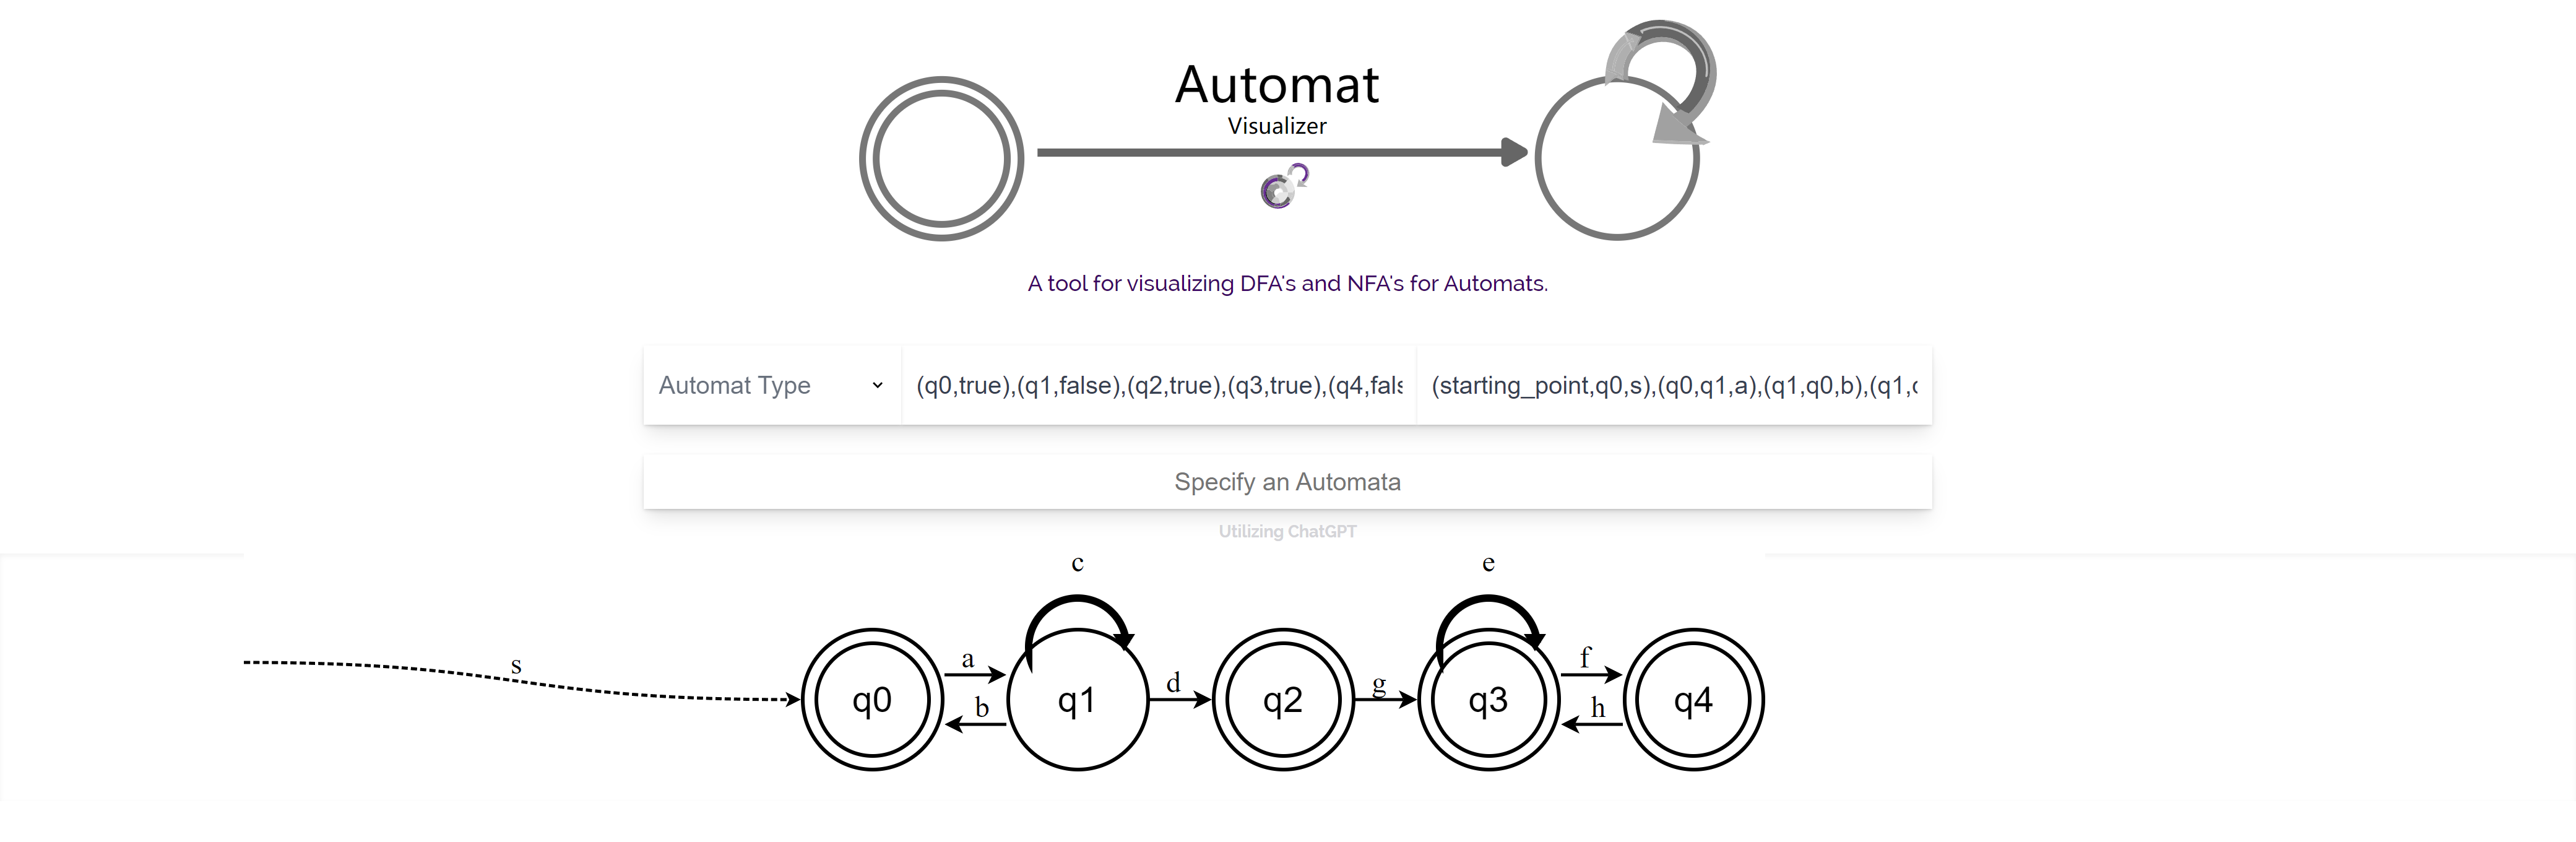 Automat
Visualizer
A tool for visualizing DFA's and NFA's for Automats.
Automat Type
(q0,true),(q1,false),(q2,true),(q3,true),(q4,fals
(starting_point,q0,s),(q0,q1,a),(q1,q0,b),(q1,
Specify an Automata
Utilizing ChatGPT
c
e
s
a
d
g
f
b
h
q0
q1
q2
q3
q4